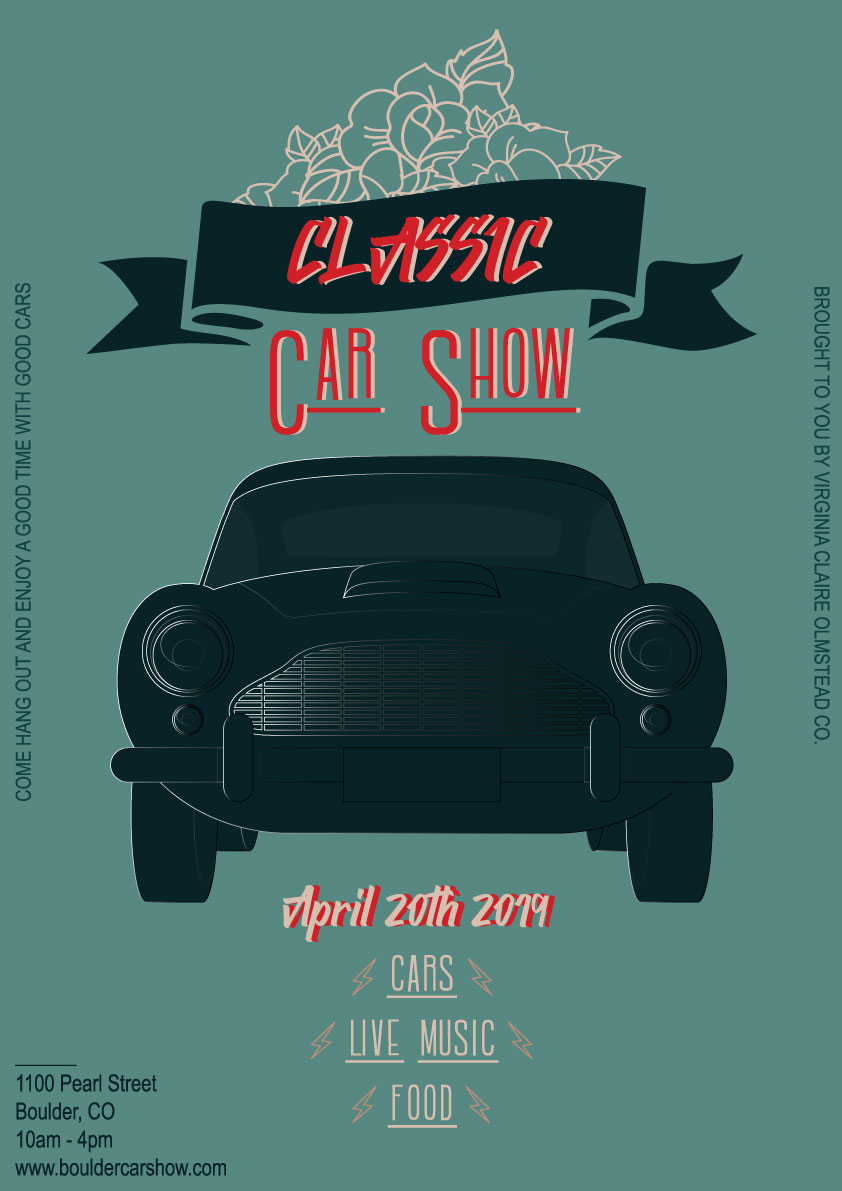 CLASSIC
CAR SHOW
COME HANG OUT AND ENJOY A GOOD TIME WITH GOOD CARS
BROUGHT TO YOU BY VIRGINIA CLAIRE OLMSTEAD CO.
April 20th 2019
CARS
LIVE MUSIC
FOOD
1100 Pearl Street
Boulder, CO
10am - 4pm
www.bouldercarshow.com